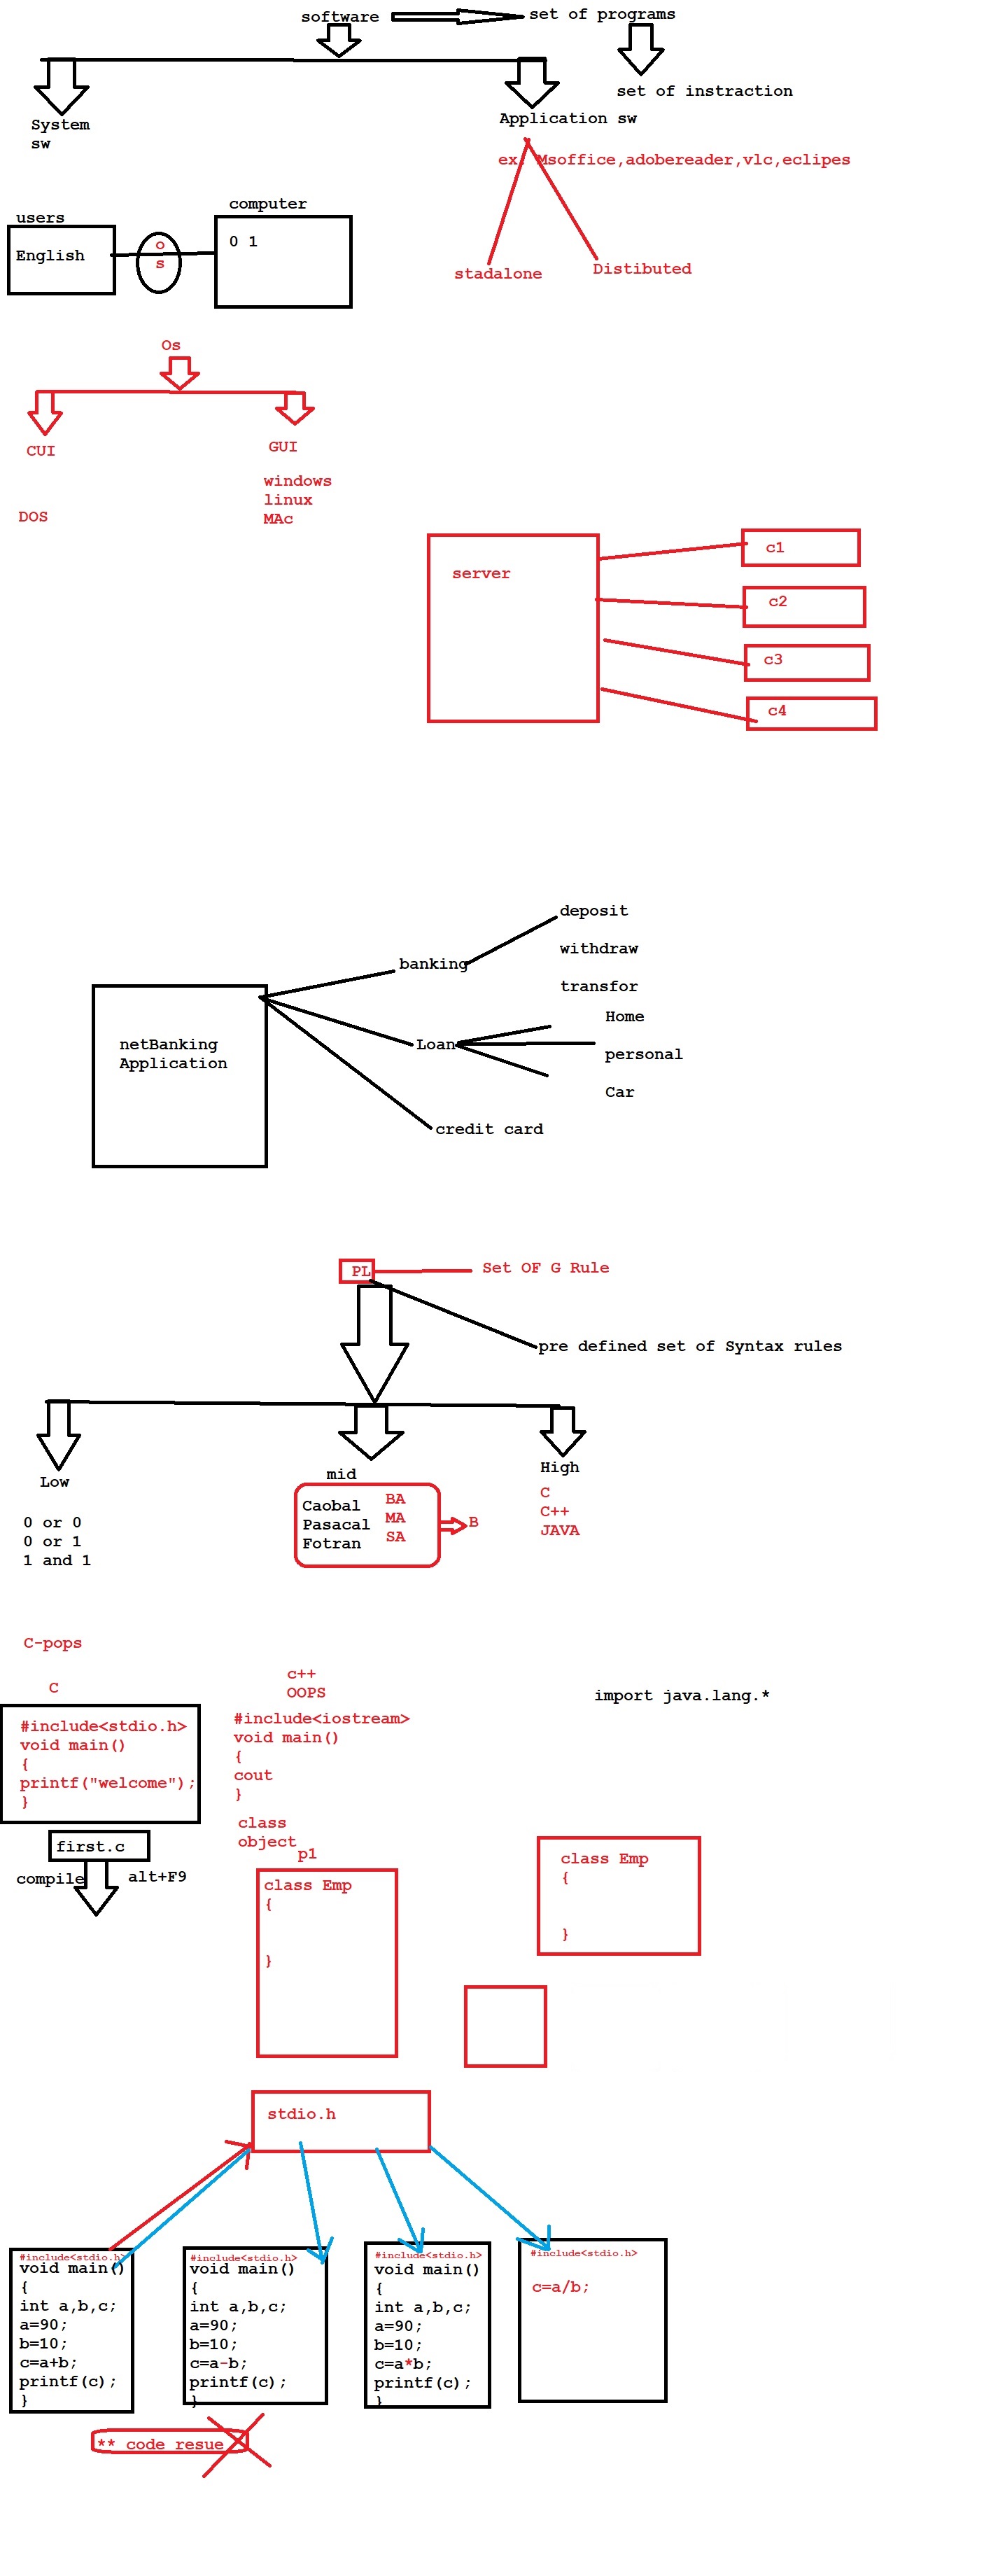 software
set of programs
set of instraction
System
sw
Application sw
ex. Msoffice,adobereader,vlc,eclipes
users
computer
English
o
s
0 1
stadalone
Distibuted
Os
CUI
GUI
windows
linux
MAc
DOS
server
c1
c2
c3
c4
deposit
withdraw
transfor
banking
netBanking
Application
Loan
Home
personal
Car
credit card
PL
Set OF G Rule
pre defined set of Syntax rules
Low
mid
High
0 or 0
0 or 1
1 and 1
Caobal
Pasacal
Fotran
BA
MA
SA
B
C
C++
JAVA
C-pops
C
#include<stdio.h>
void main()
{
printf("welcome");
}
first.c
compile
alt+F9
c++
OOPS
#include<iostream>
void main()
{
cout
}
class
object
p1
class Emp
{
}
import java.lang.*
class Emp
{
}
stdio.h
#include<stdio.h>
void main()
{
int a,b,c;
a=90;
b=10;
c=a+b;
printf(c);
}
#include<stdio.h>
void main()
{
int a,b,c;
a=90;
b=10;
c=a-b;
printf(c);
}
#include<stdio.h>
void main()
{
int a,b,c;
a=90;
b=10;
c=a*b;
printf(c);
}
#include<stdio.h>
c=a/b;
** code resue